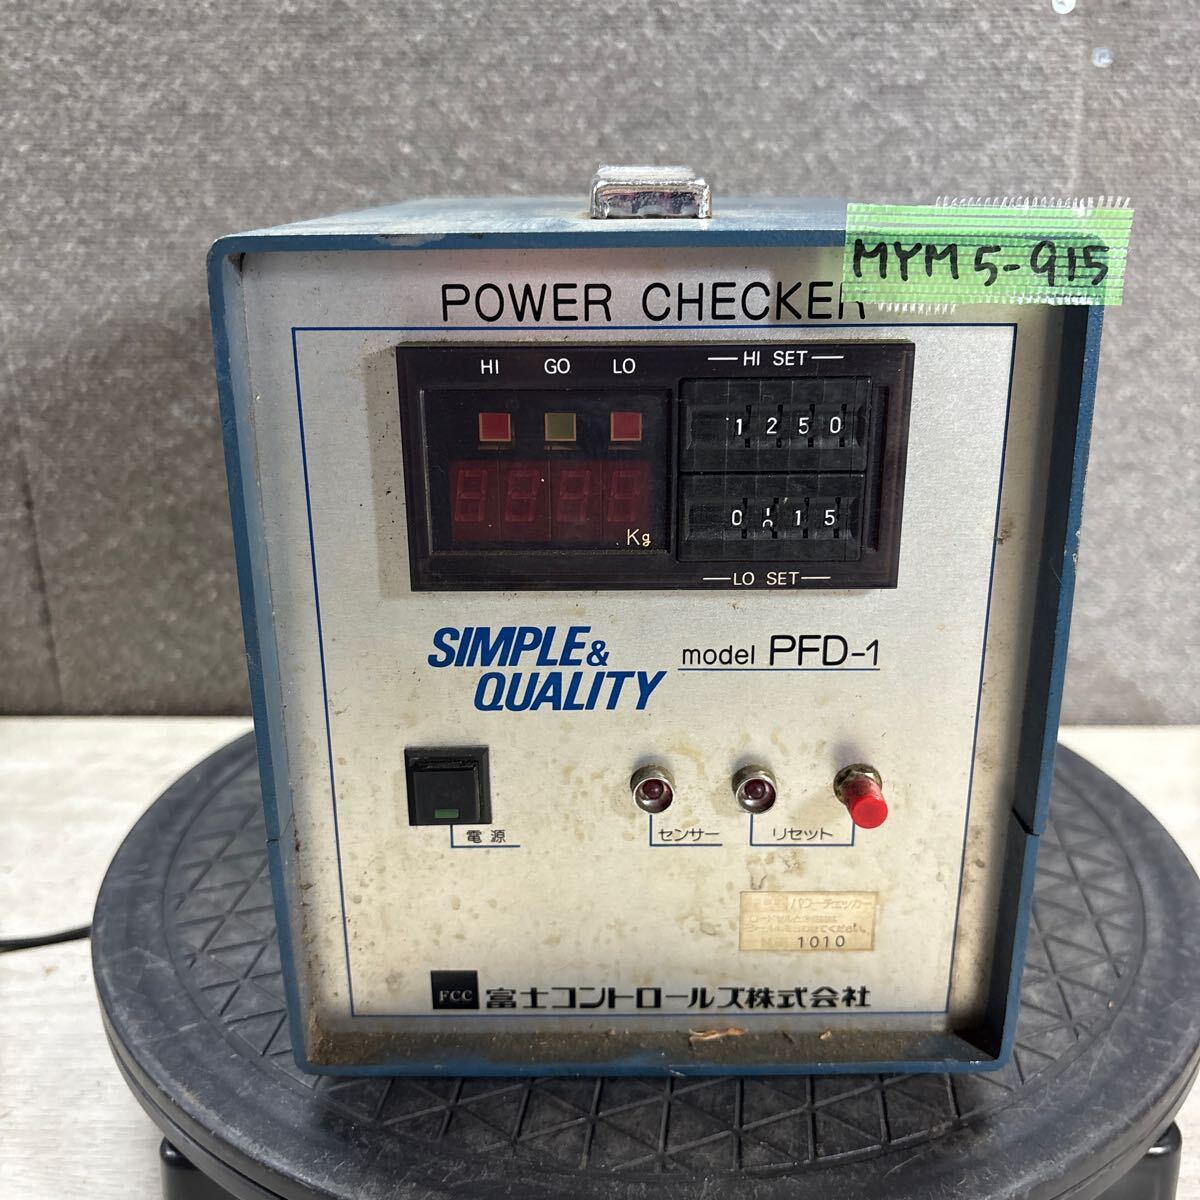 MYM5-915
POWER CHECKER
HI GO LO
HI SET
1250
Kg
0 15
LO SET
SIMPLE&
QUALITY
model PFD-1
電源
センサー
リセット
パワーチェッカー
1010
FCC 富士コントロールズ株式会社